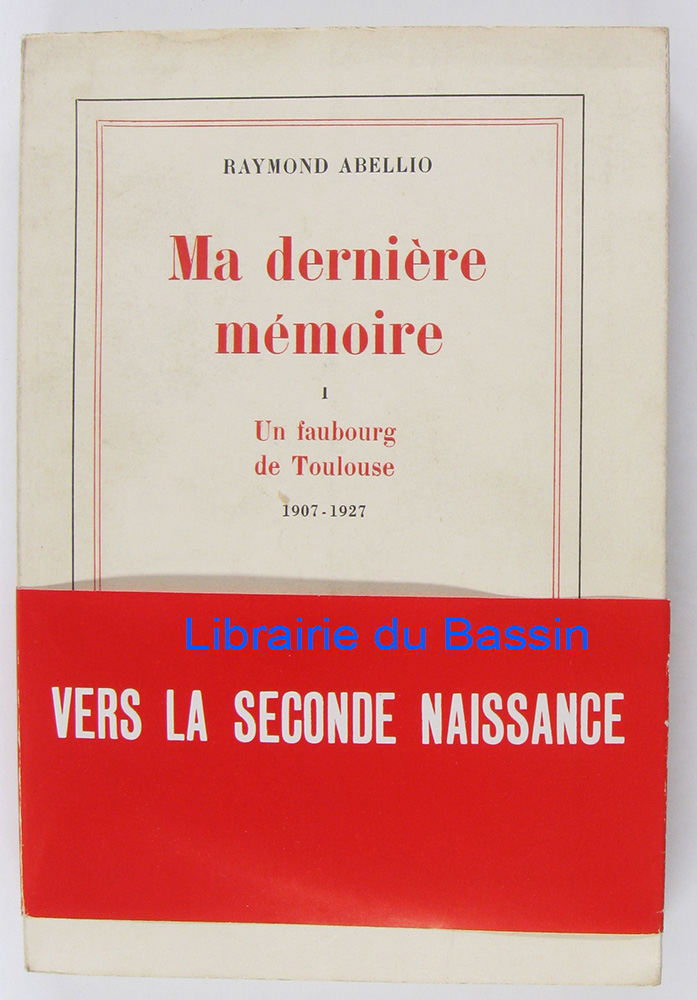 RAYMOND ABELLIO
Ma dernière
mémoire
I
Un faubourg
de Toulouse
1907-1927
Librairie du Bassin
VERS LA SECONDE NAISSANCE